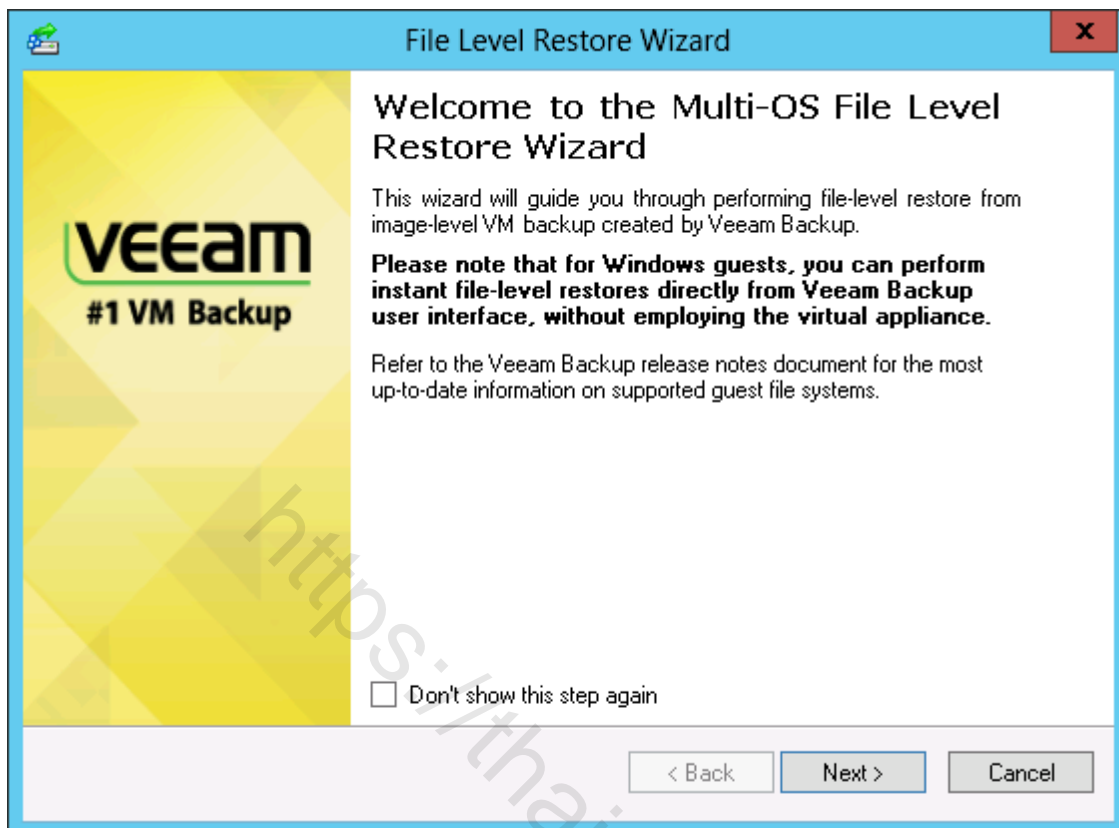 File Level Restore Wizard
x
Welcome to the Multi-OS File Level
Restore Wizard
This wizard will guide you through performing file-level restore from
image-level VM backup created by Veeam Backup.
Please note that for Windows guests, you can perform
instant file-level restores directly from Veeam Backup
user interface, without employing the virtual appliance.
Refer to the Veeam Backup release notes document for the most
up-to-date information on supported guest file systems.
veeam
#1 VM Backup
https://thai
Don't show this step again
< Back
Next >
Cancel